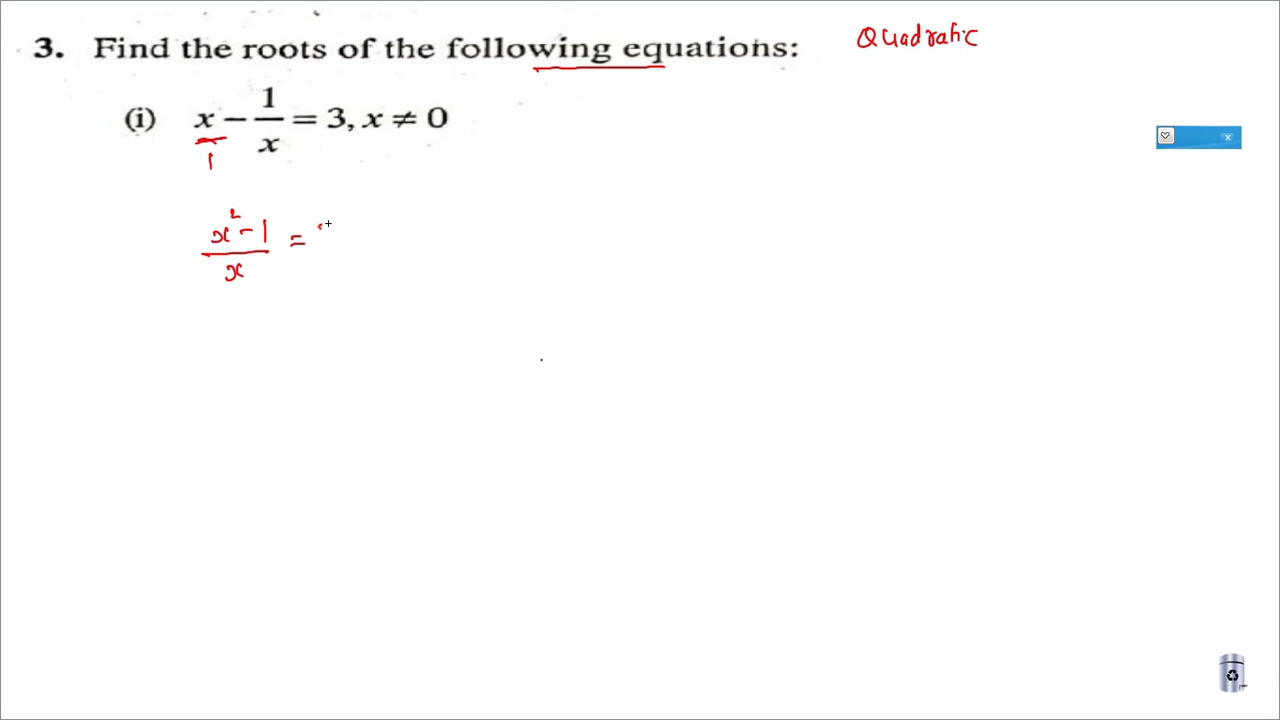 3. Find the roots of the following equations: Quadratic
(i) x − 1/x = 3, x ≠ 0
1
x² − 1
=
x